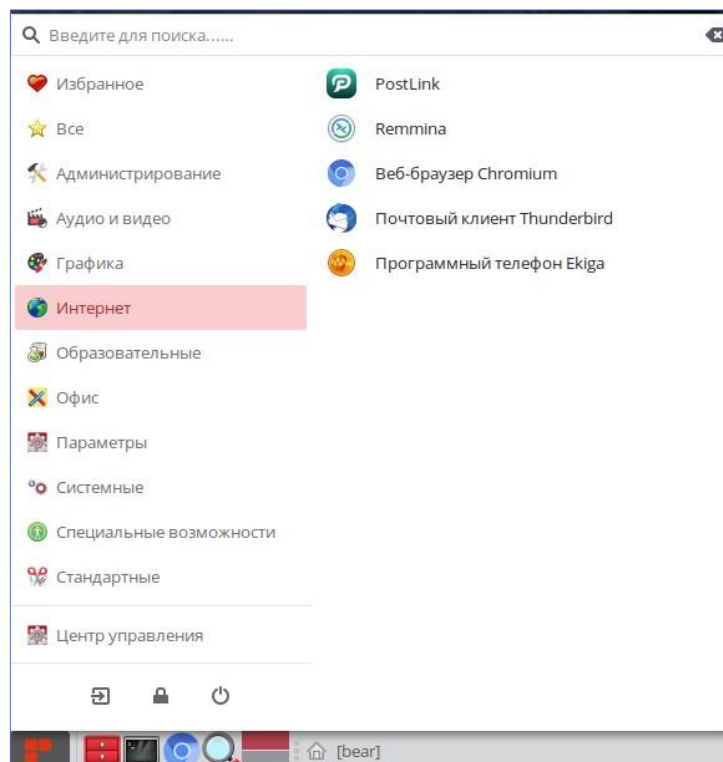 Введите для поиска......
Избранное
Все
Администрирование
Аудио и видео
Графика
Интернет
Образовательные
Офис
Параметры
Системные
Специальные возможности
Стандартные
Центр управления
PostLink
Remmina
Веб-браузер Chromium
Почтовый клиент Thunderbird
Программный телефон Ekiga
[bear]